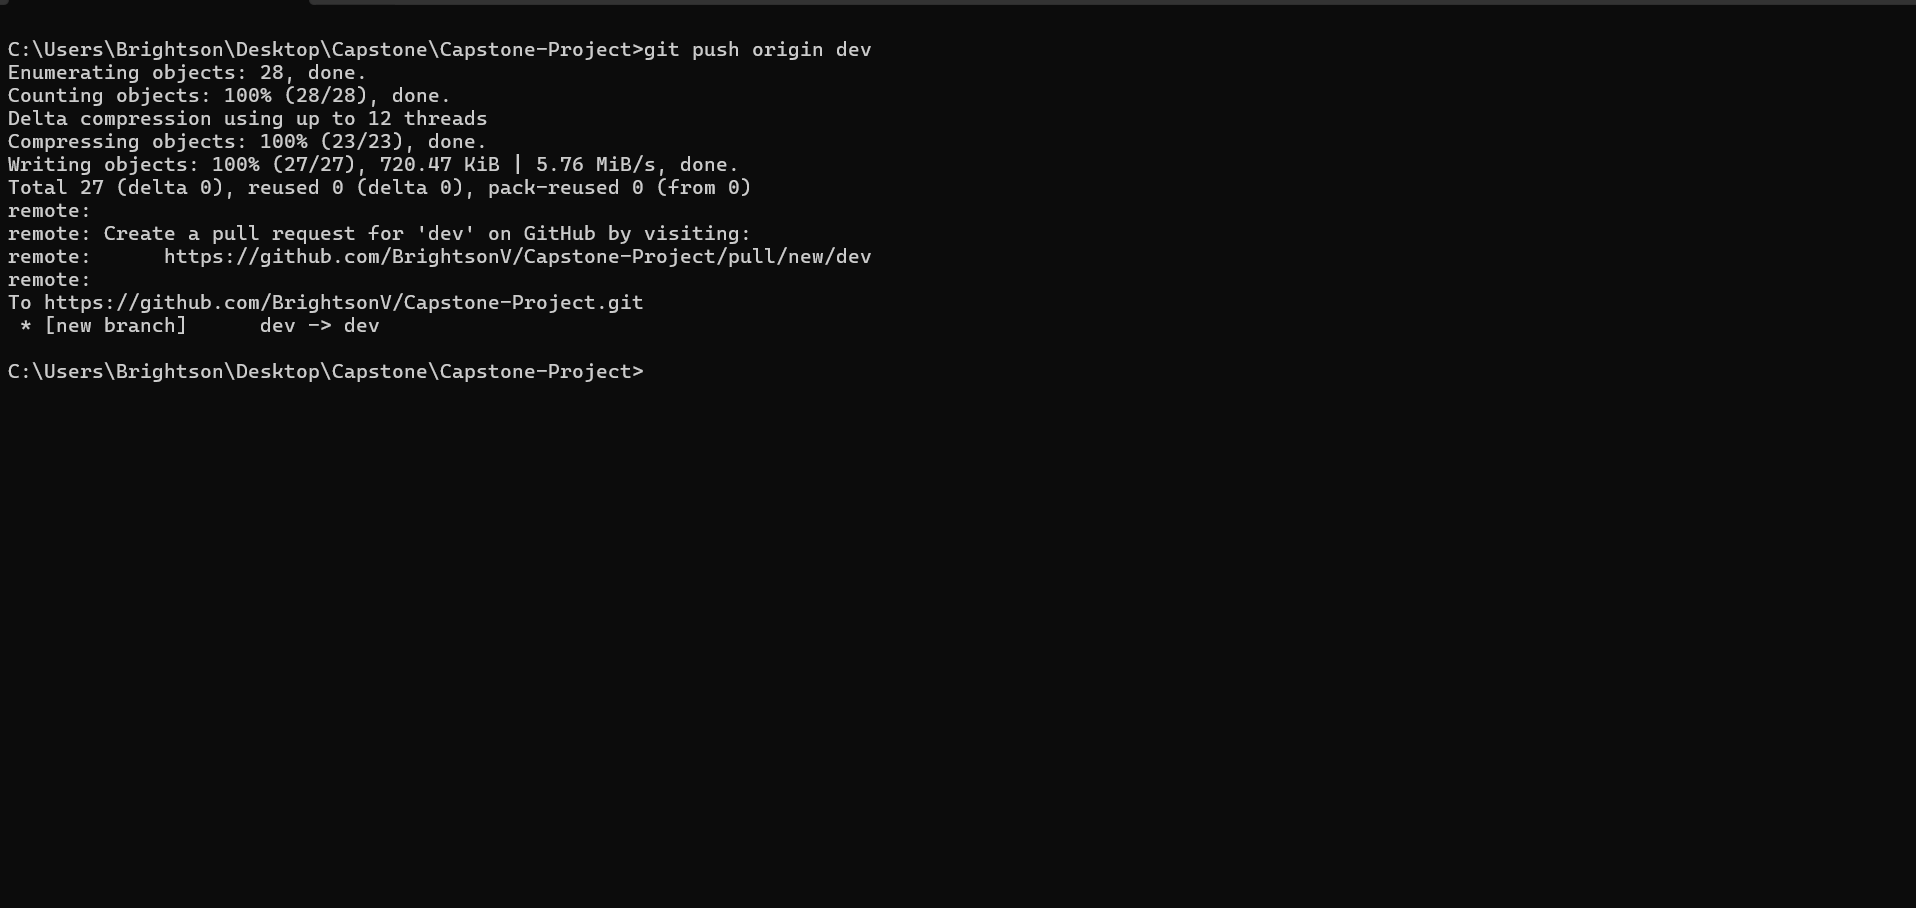 C:\Users\Brightson\Desktop\Capstone\Capstone-Project>git push origin dev
Enumerating objects: 28, done.
Counting objects: 100% (28/28), done.
Delta compression using up to 12 threads
Compressing objects: 100% (23/23), done.
Writing objects: 100% (27/27), 720.47 KiB | 5.76 MiB/s, done.
Total 27 (delta 0), reused 0 (delta 0), pack-reused 0 (from 0)
remote:
remote: Create a pull request for 'dev' on GitHub by visiting:
remote:      https://github.com/BrightsonV/Capstone-Project/pull/new/dev
remote:
To https://github.com/BrightsonV/Capstone-Project.git
 * [new branch]      dev -> dev
C:\Users\Brightson\Desktop\Capstone\Capstone-Project>